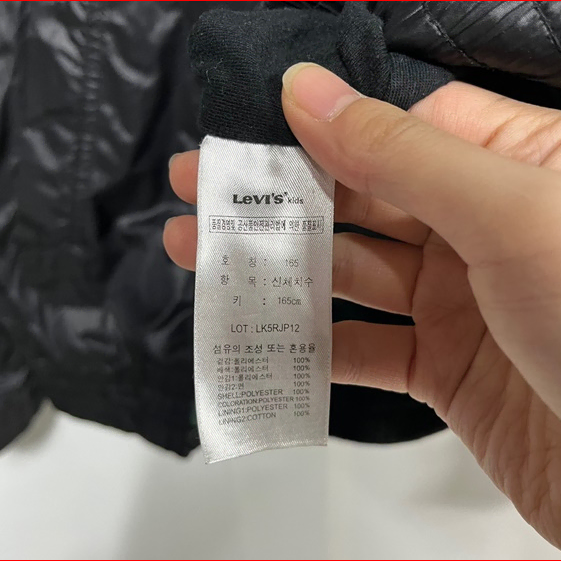 Levi's kids
품질경영및 공산품안전관리법에 의한 품질표시
호 칭 : 165
항 목 : 신체치수
키 : 165cm
LOT : LK5RJP12
섬유의 조성 또는 혼용율
겉감:폴리에스터 100%
배색:폴리에스터 100%
안감1:폴리에스터 100%
안감2:면 100%
SHELL:POLYESTER 100%
COLORATION:POLYESTER 100%
LINING1:POLYESTER 100%
LINING2:COTTON 100%